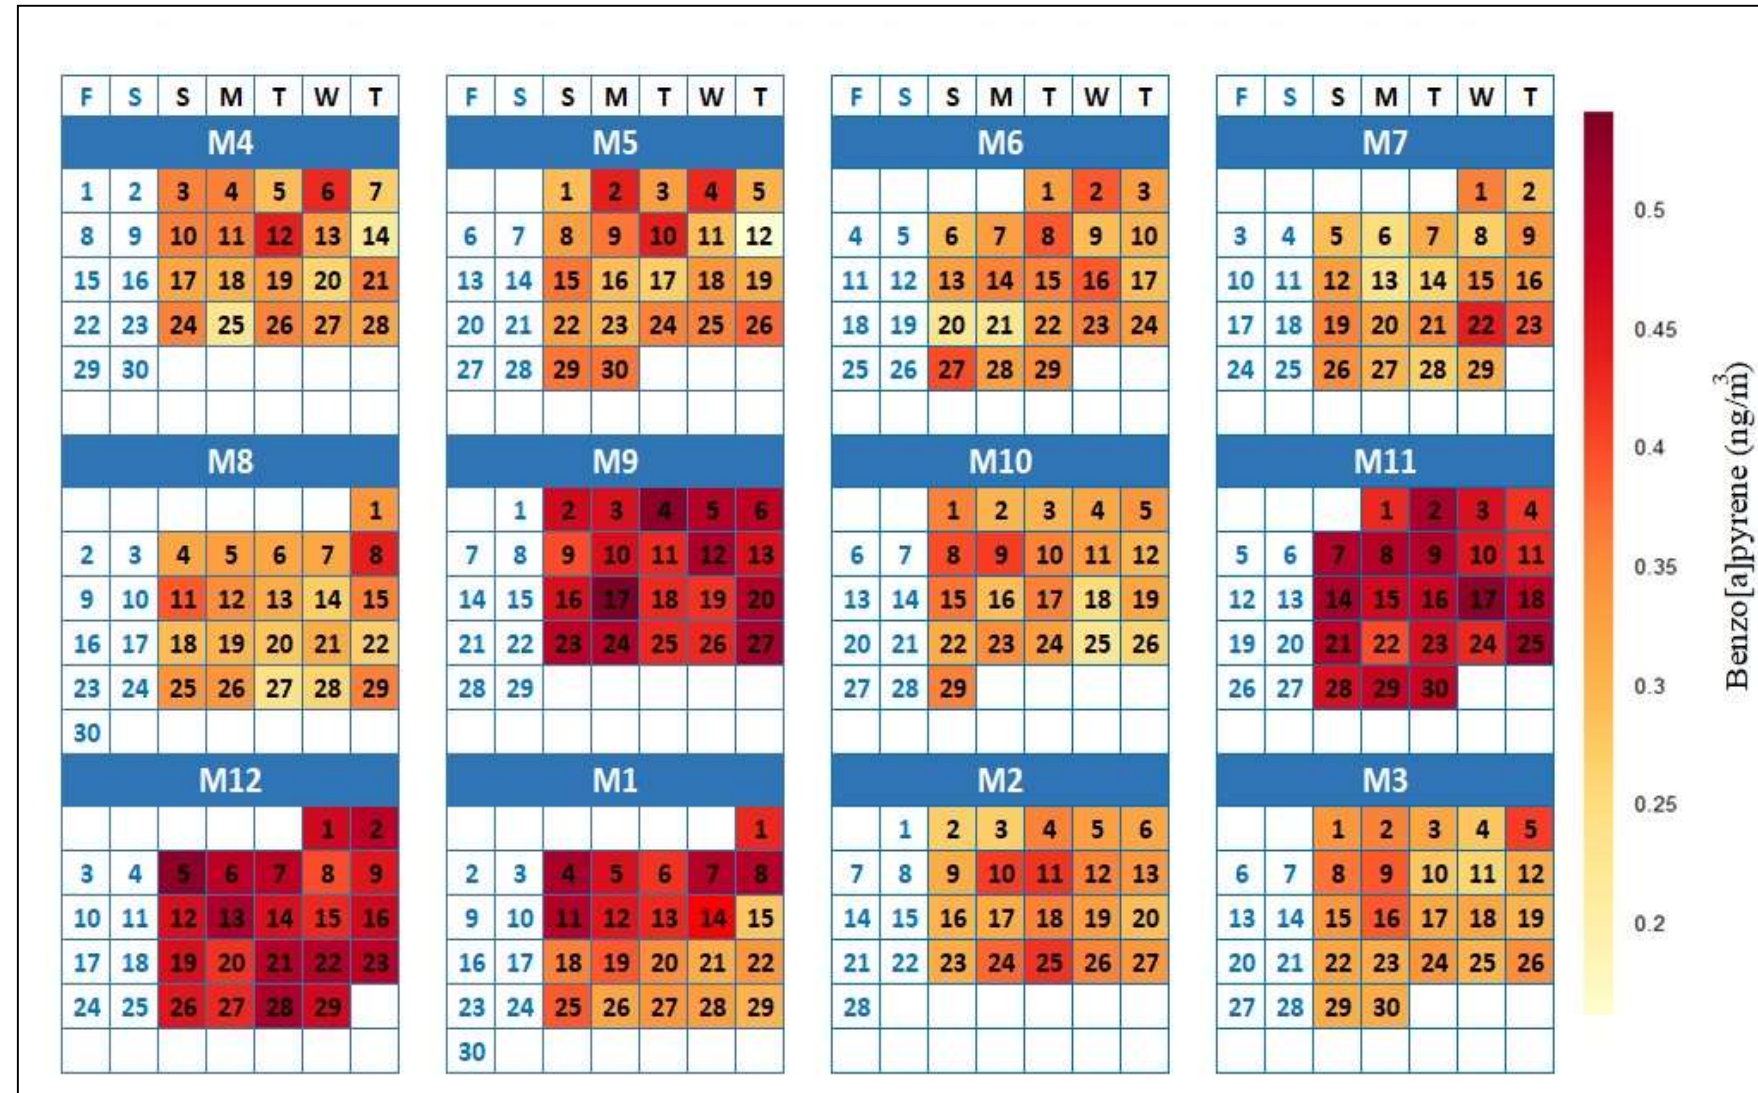 F S S M T W T F S S M T W T F S S M T W T F S S M T W T
M4 M5 M6 M7
1 2 3 4 5 6 7 1 2 3 4 5 1 2 3 1 2
8 9 10 11 12 13 14 6 7 8 9 10 11 12 4 5 6 7 8 9 10 3 4 5 6 7 8 9
15 16 17 18 19 20 21 13 14 15 16 17 18 19 11 12 13 14 15 16 17 10 11 12 13 14 15 16
22 23 24 25 26 27 28 20 21 22 23 24 25 26 18 19 20 21 22 23 24 17 18 19 20 21 22 23
29 30 27 28 29 30 25 26 27 28 29 24 25 26 27 28 29
M8 M9 M10 M11
1 1 2 3 4 5 6 1 2 3 4 5 1 2 3 4
2 3 4 5 6 7 8 7 8 9 10 11 12 13 6 7 8 9 10 11 12 5 6 7 8 9 10 11
9 10 11 12 13 14 15 14 15 16 17 18 19 20 13 14 15 16 17 18 19 12 13 14 15 16 17 18
16 17 18 19 20 21 22 21 22 23 24 25 26 27 20 21 22 23 24 25 26 19 20 21 22 23 24 25
23 24 25 26 27 28 29 28 29 27 28 29 26 27 28 29 30
30
M12 M1 M2 M3
1 2 1 1 2 3 4 5 6 1 2 3 4 5
3 4 5 6 7 8 9 2 3 4 5 6 7 8 7 8 9 10 11 12 13 6 7 8 9 10 11 12
10 11 12 13 14 15 16 9 10 11 12 13 14 15 14 15 16 17 18 19 20 13 14 15 16 17 18 19
17 18 19 20 21 22 23 16 17 18 19 20 21 22 21 22 23 24 25 26 27 20 21 22 23 24 25 26
24 25 26 27 28 29 23 24 25 26 27 28 29 28 27 28 29 30
30
0.5
0.45
0.4
0.35
0.3
0.25
0.2
Benzo[a]pyrene (ng/m³)